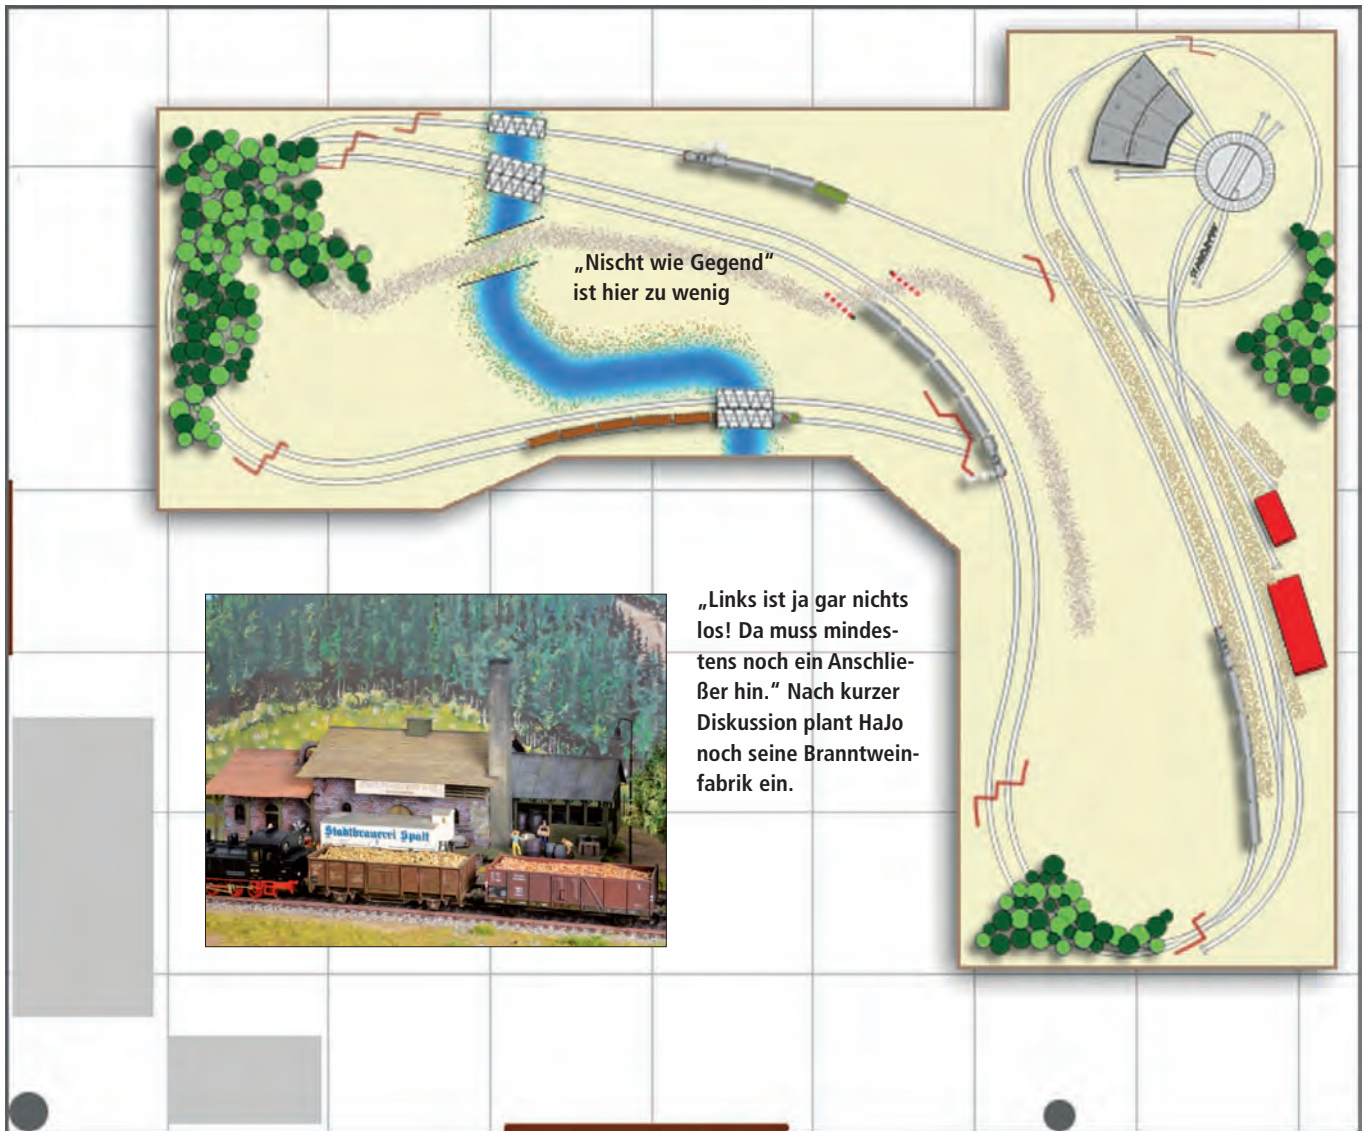 „Nischt wie Gegend“
ist hier zu wenig
„Links ist ja gar nichts
los! Da muss mindes-
tens noch ein Anschlie-
ßer hin.“ Nach kurzer
Diskussion plant HaJo
noch seine Branntwein-
fabrik ein.
Stadtbrauerei Spalt